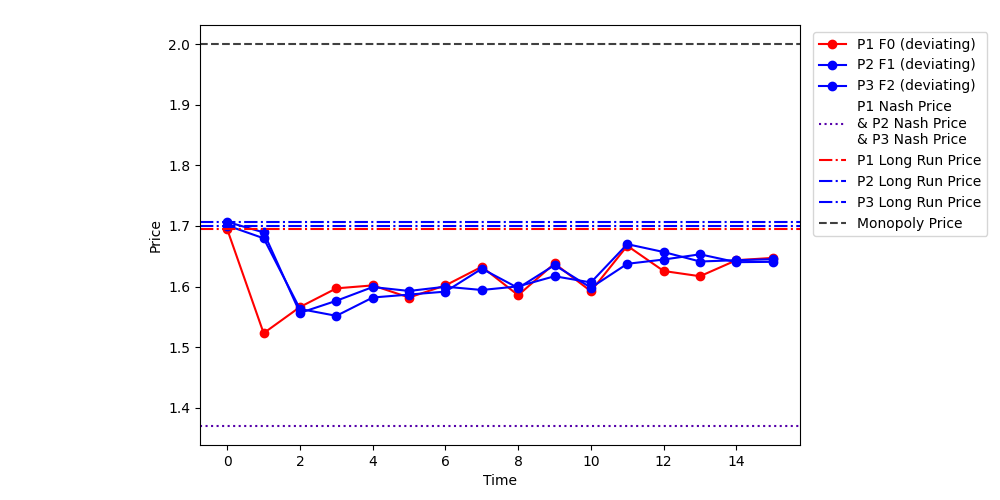 2.0
1.9
1.8
1.7
1.6
1.5
1.4
Price
0
2
4
6
8
10
12
14
Time
P1 F0 (deviating)
P2 F1 (deviating)
P3 F2 (deviating)
P1 Nash Price
& P2 Nash Price
& P3 Nash Price
P1 Long Run Price
P2 Long Run Price
P3 Long Run Price
Monopoly Price